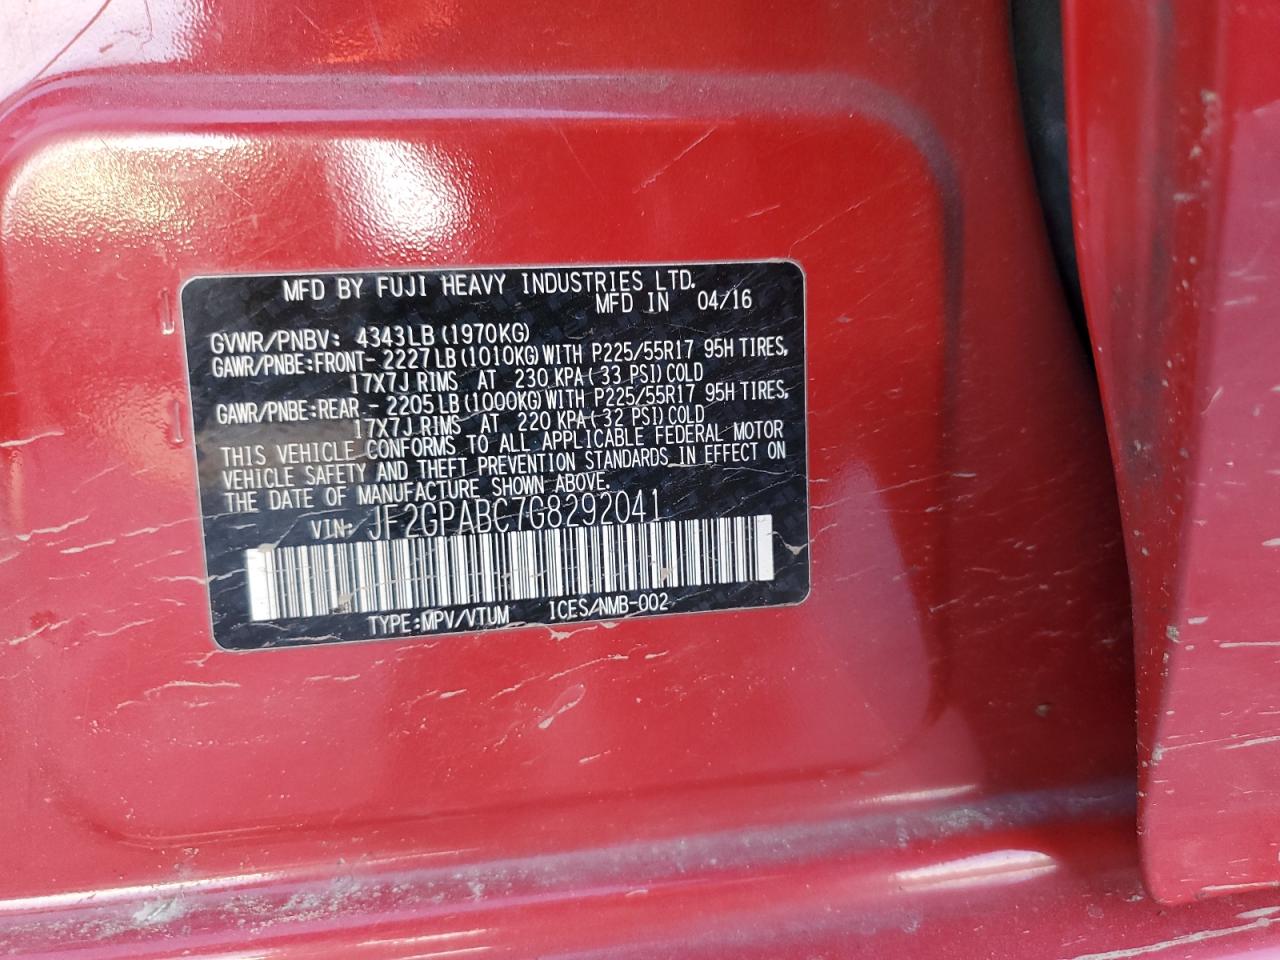 MFD BY FUJI HEAVY INDUSTRIES LTD.
MFD IN 04/16
GVWR/PNBV: 4343LB (1970KG)
GAWR/PNBE:FRONT- 2227LB(1010KG)WITH P225/55R17 95H TIRES,
17X7J RIMS AT 230 KPA(33 PSI)COLD
GAWR/PNBE:REAR - 2205LB(1000KG)WITH P225/55R17 95H TIRES,
17X7J RIMS AT 220 KPA(32 PSI)COLD
THIS VEHICLE CONFORMS TO ALL APPLICABLE FEDERAL MOTOR
VEHICLE SAFETY AND THEFT PREVENTION STANDARDS IN EFFECT ON
THE DATE OF MANUFACTURE SHOWN ABOVE.
VIN: JF2GPABC7G8292041
TYPE:MPV/VTUM ICES/NMB-002